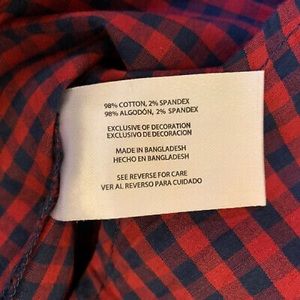 98% COTTON, 2% SPANDEX
98% ALGODON, 2% SPANDEX
EXCLUSIVE OF DECORATION
EXCLUSIVO DE DECORACION
MADE IN BANGLADESH
HECHO EN BANGLADESH
SEE REVERSE FOR CARE
VER AL REVERSO PARA CUIDADO